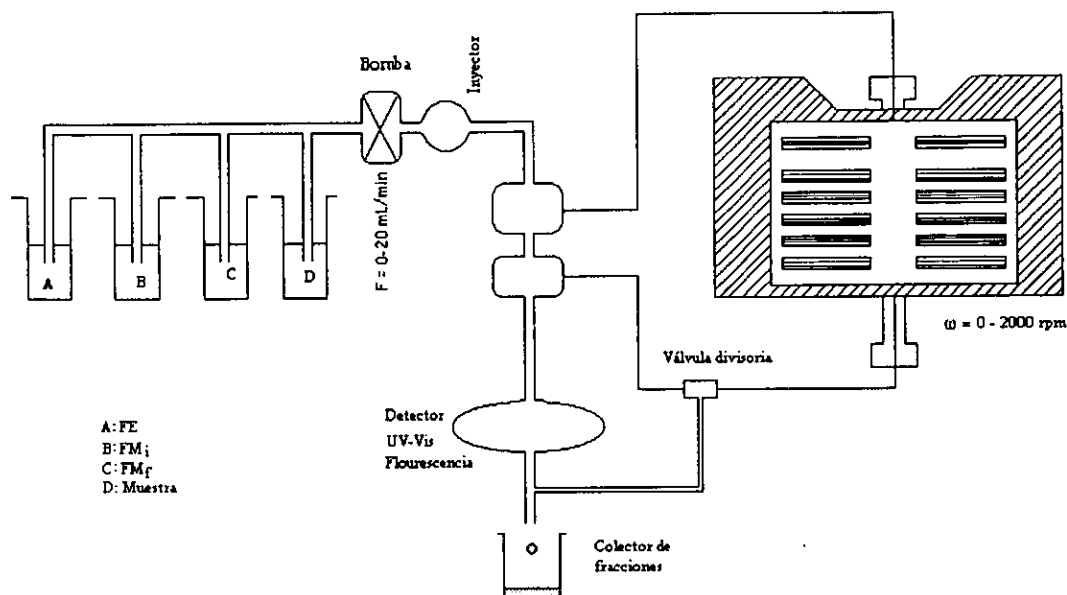 Bomba
Inyector
F = 0-20 mL/min
A
B
C
D
ω = 0 - 2000 rpm
Válvula divisoria
Detector
UV-Vis
Flourescencia
A: FE
B: FMi
C: FMf
D: Muestra
Colector de
fracciones